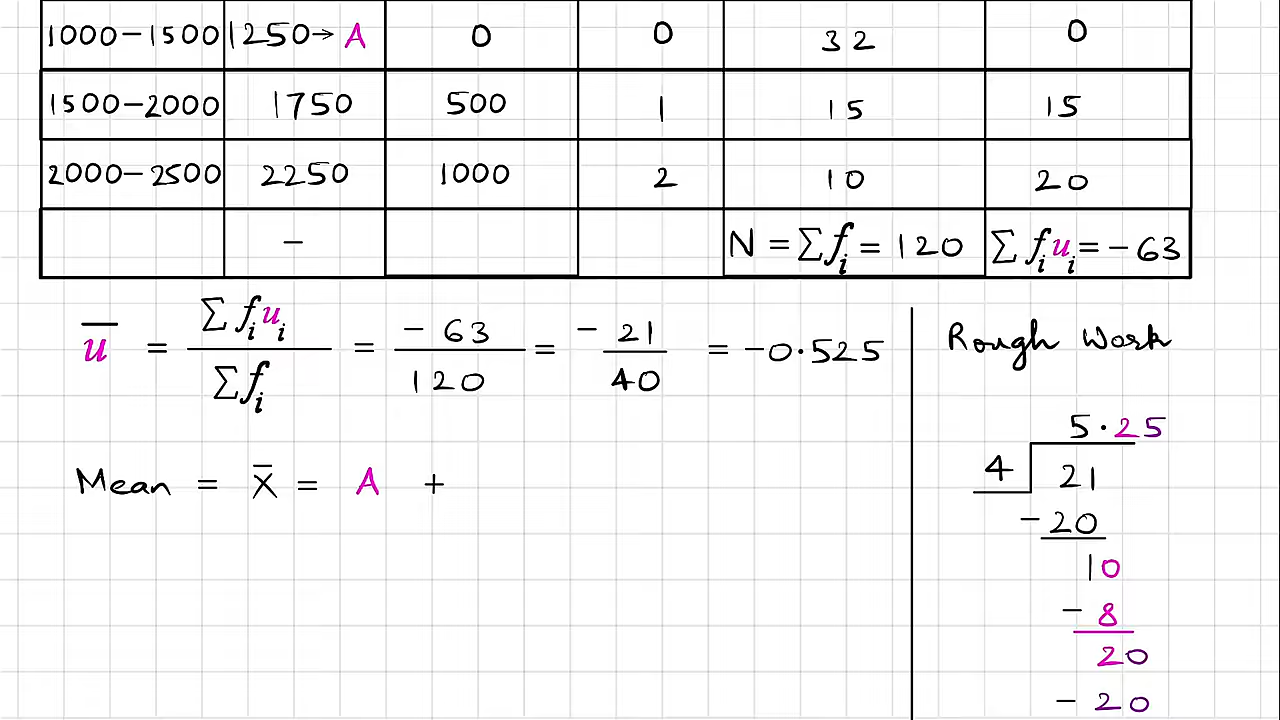 1000-1500 1250→A 0 0 32 0
1500-2000 1750 500 1 15 15
2000-2500 2250 1000 2 10 20
- N = Σfᵢ = 120 Σfᵢuᵢ = -63
u̅ = Σfᵢuᵢ / Σfᵢ = -63/120 = -21/40 = -0.525
Mean = x̅ = A +
Rough Work
5.25
4 21
-20
10
-8
20
-20